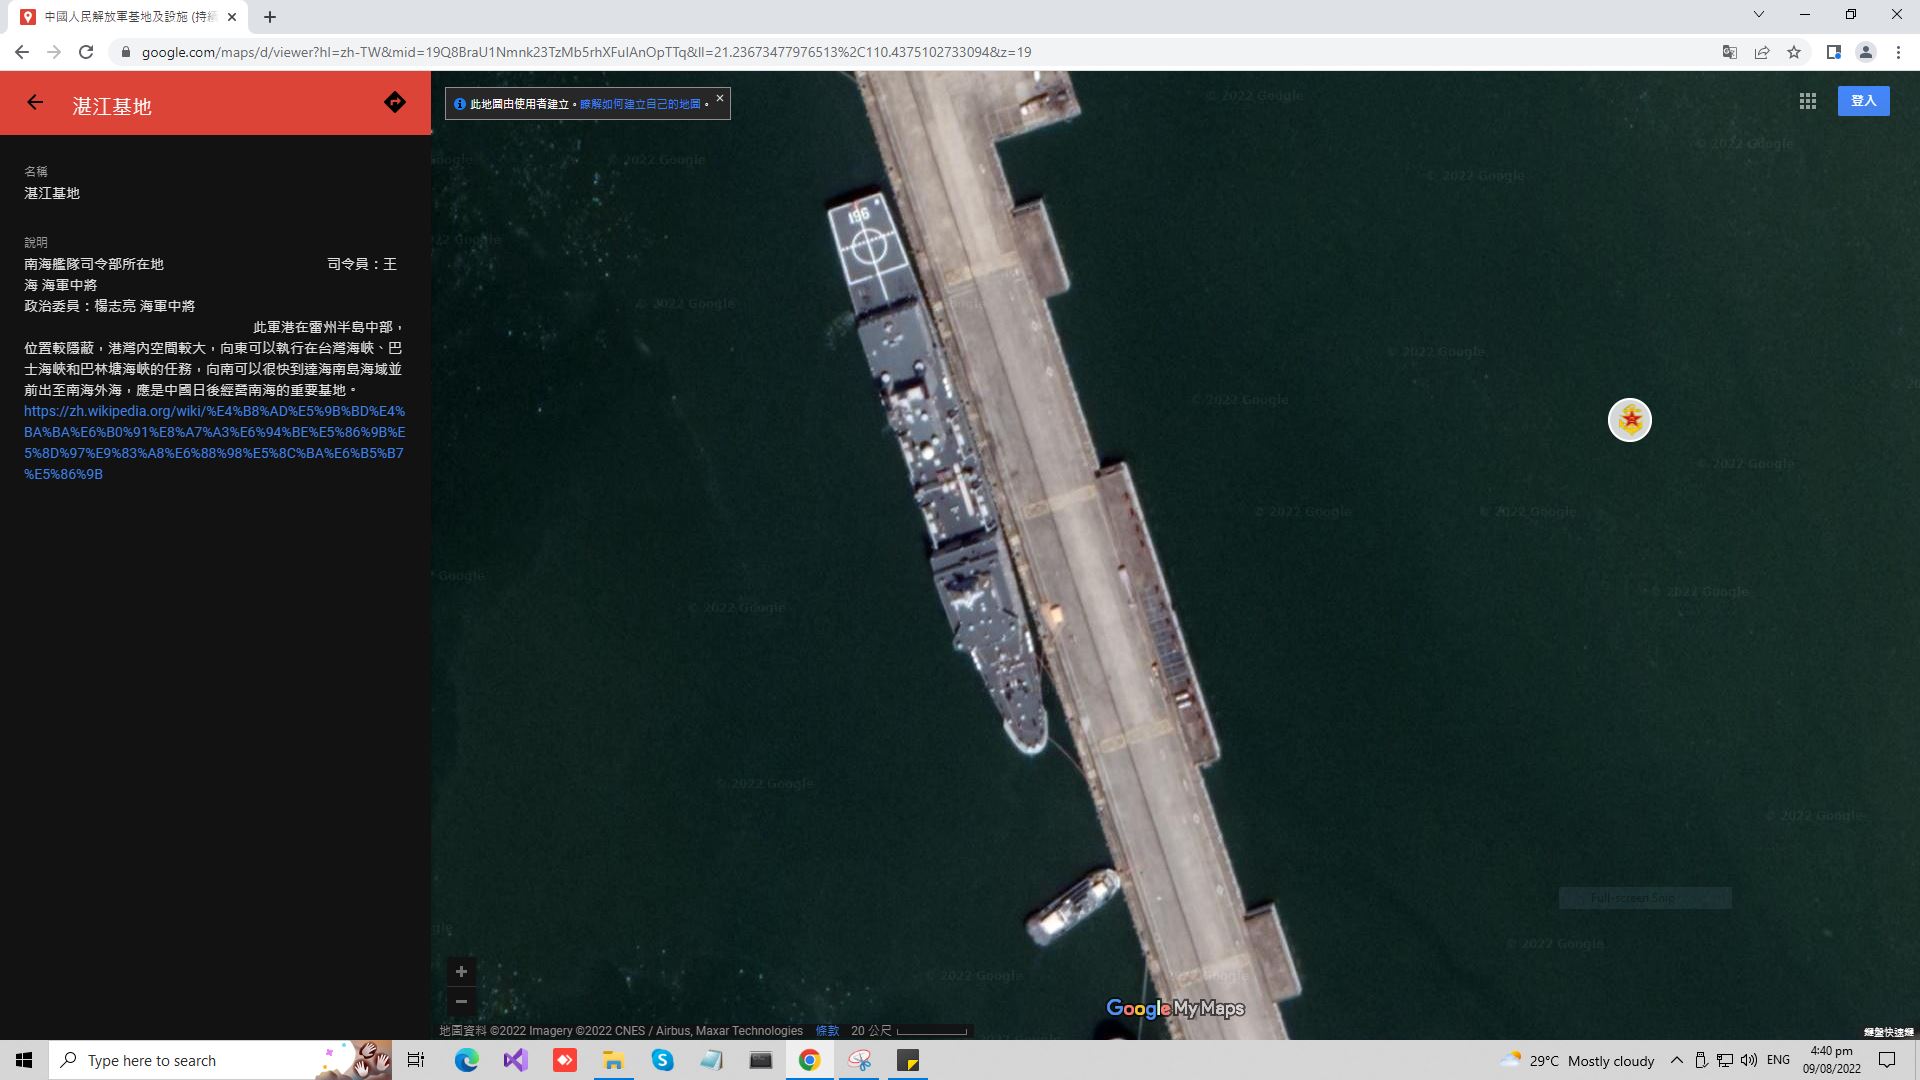 中國人民解放軍基地及設施 (持續
google.com/maps/d/viewer?hl=zh-TW&mid=19Q8BraU1Nmnk23TzMb5rhXFulAnOpTTq&ll=21.23673477976513%2C110.4375102733094&z=19
湛江基地
名稱
湛江基地
說明
南海艦隊司令部所在地 司令員：王
海 海軍中將
政治委員：楊志亮 海軍中將
此軍港在雷州半島中部，
位置較隱蔽，港灣內空間較大，向東可以執行在台灣海峽、巴
士海峽和巴林塘海峽的任務，向南可以很快到達海南島海域並
前出至南海外海，應是中國日後經營南海的重要基地。
https://zh.wikipedia.org/wiki/%E4%B8%AD%E5%9B%BD%E4%
BA%BA%E6%B0%91%E8%A7%A3%E6%94%BE%E5%86%9B%E
5%8D%97%E9%83%A8%E6%88%98%E5%8C%BA%E6%B5%B7
%E5%86%9B
此地圖由使用者建立。瞭解如何建立自己的地圖。
登入
196
© 2022 Google
Full-screen Snip
Google My Maps
地圖資料 ©2022 Imagery ©2022 CNES / Airbus, Maxar Technologies 條款 20 公尺
鍵盤快速鍵
Type here to search
29°C Mostly cloudy
ENG
4:40 pm
09/08/2022